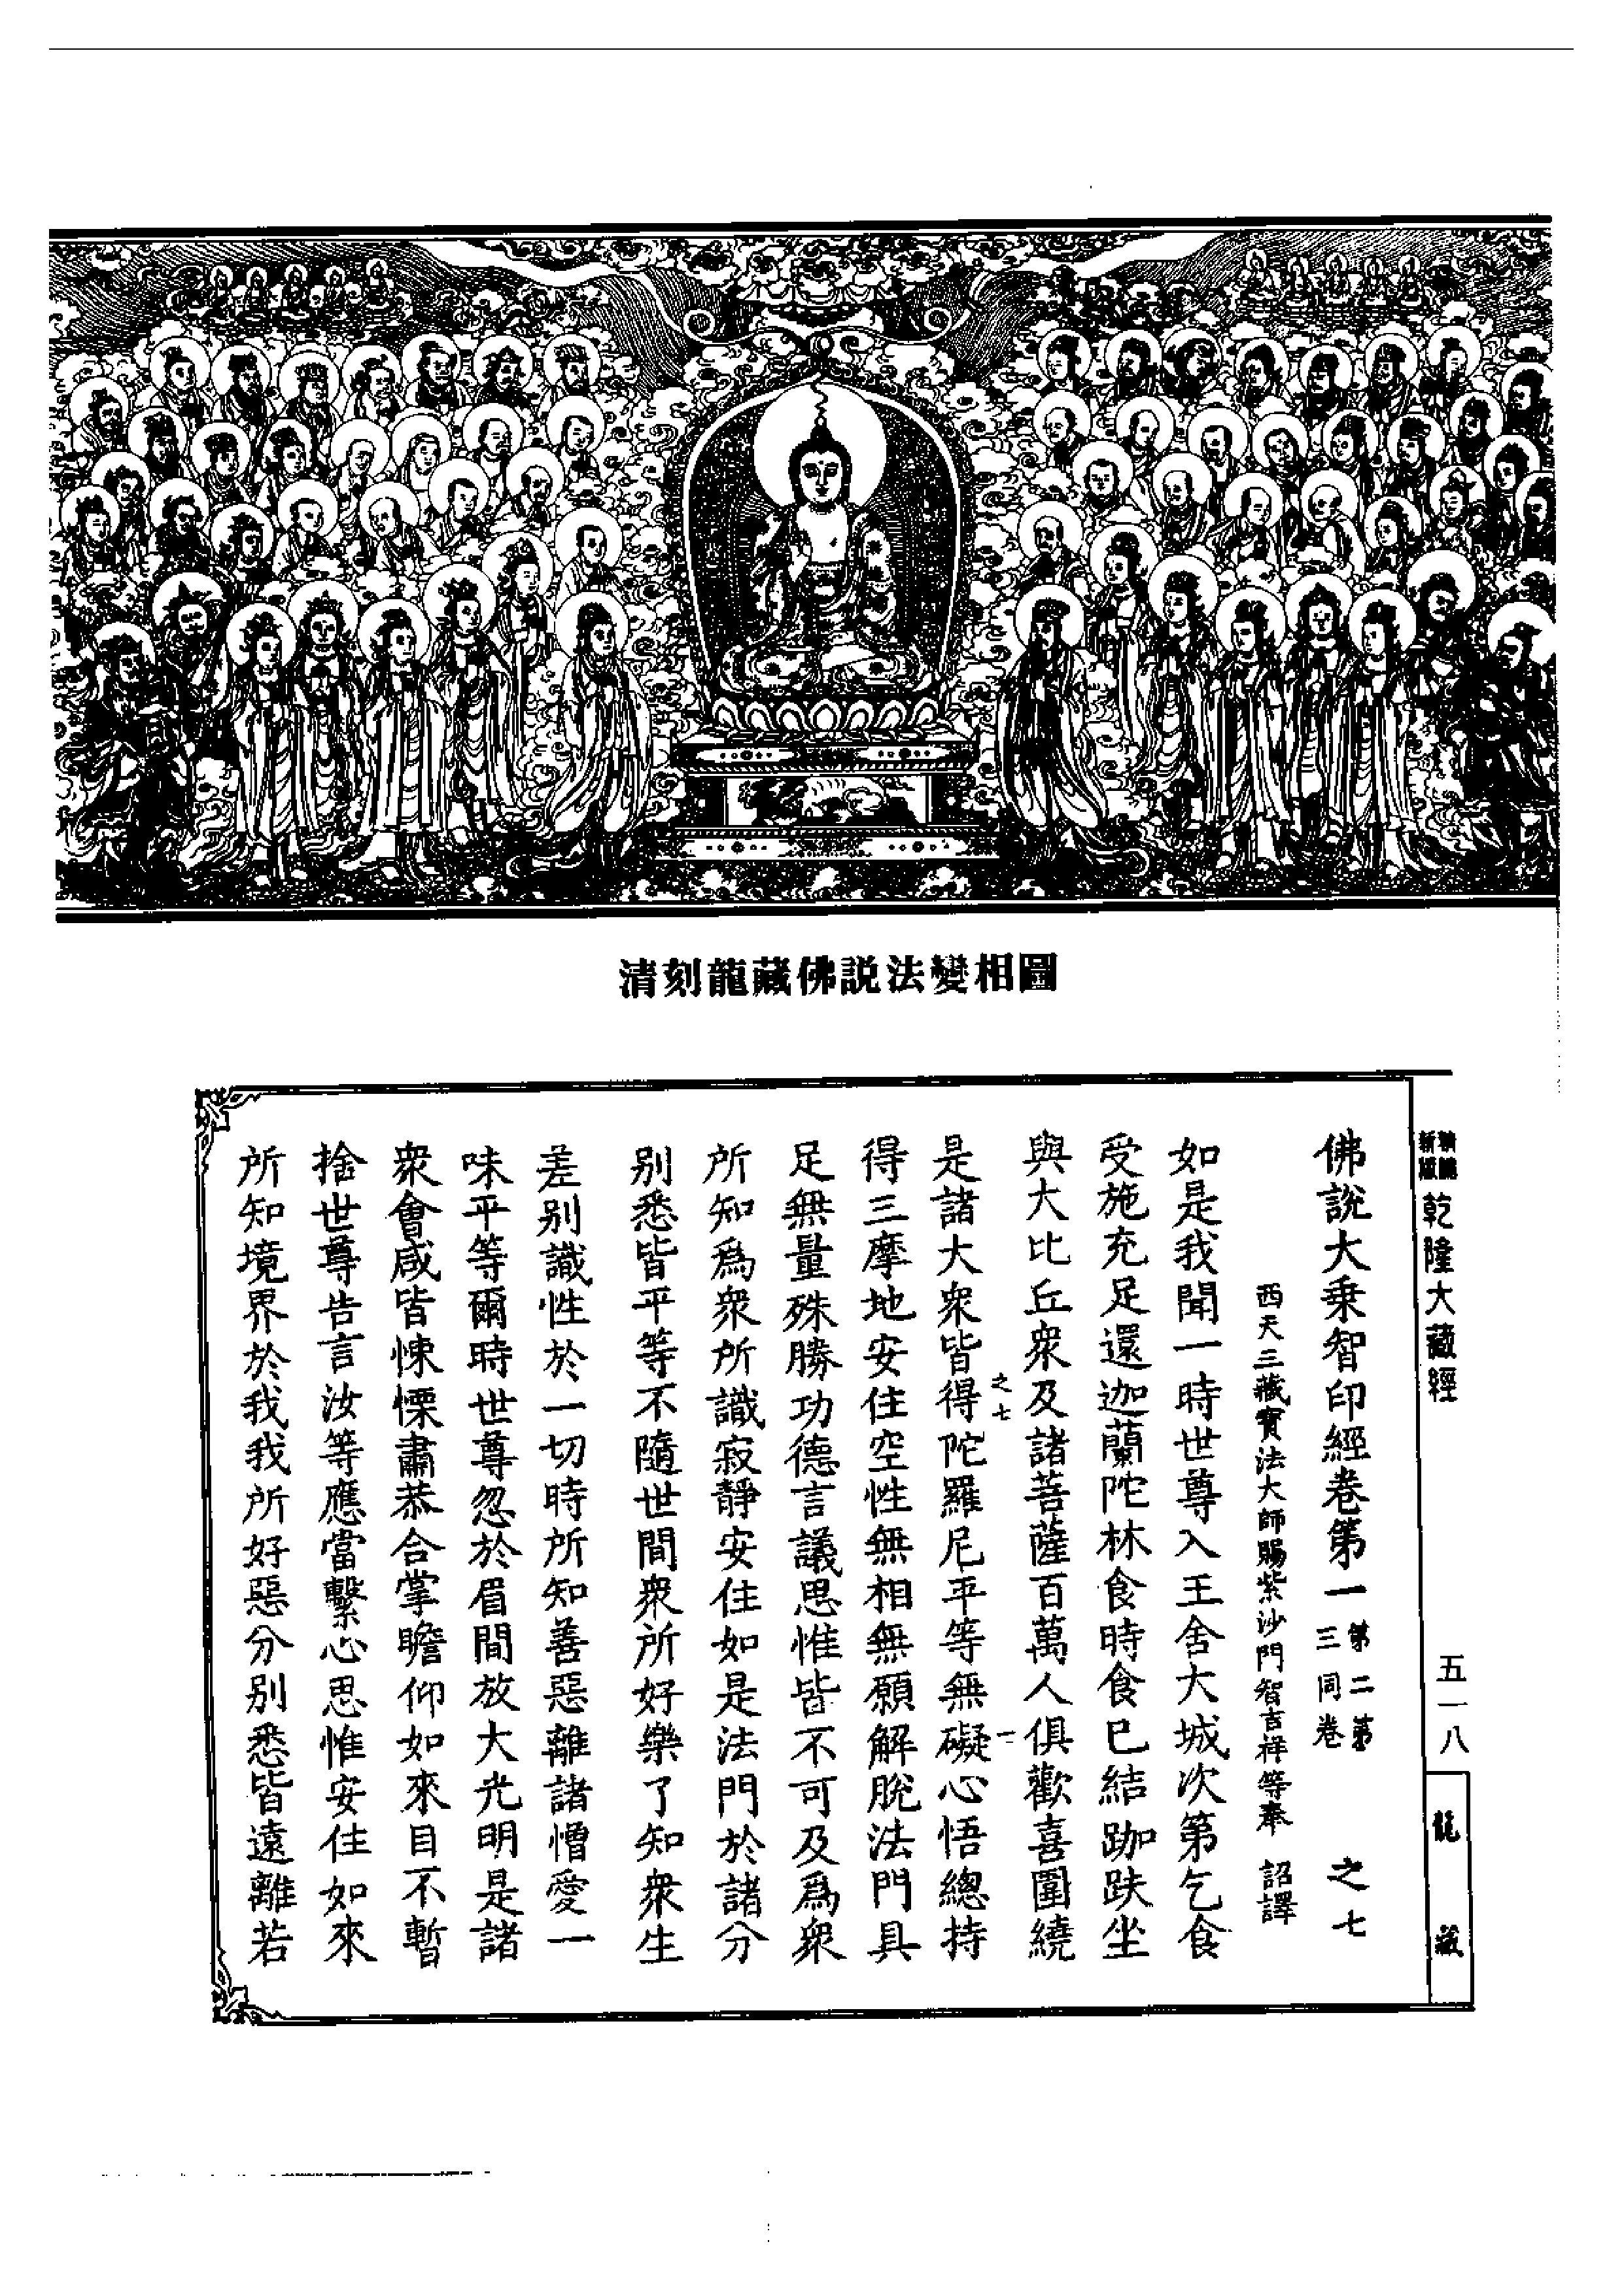 清刻龍藏佛説法變相圖
新版
乾隆大藏經
五一八
龍藏
佛說大乗智印經卷第一 第二第三同卷 之七
西天三藏寳法大師賜紫沙門智吉祥等奉 詔譯
如是我聞一時世尊入王舍大城次第乞食
受施充足還迦蘭陀林食時食已結跏趺坐
與大比丘衆及諸菩薩百萬人俱歡喜圍繞
之七 一
是諸大衆皆得陀羅尼平等無礙心悟總持
得三摩地安住空性無相無願解脫法門具
足無量殊勝功德言議思惟皆不可及爲衆
所知爲衆所識寂靜安住如是法門於諸分
别悉皆平等不隨世間衆所好樂了知衆生
差别識性於一切時所知善惡離諸憎愛一
味平等爾時世尊忽於眉間放大光明是諸
衆會咸皆悚慄肅恭合掌瞻仰如來目不暫
捨世尊告言汝等應當繫心思惟安住如來
所知境界於我我所好惡分别悉皆遠離若